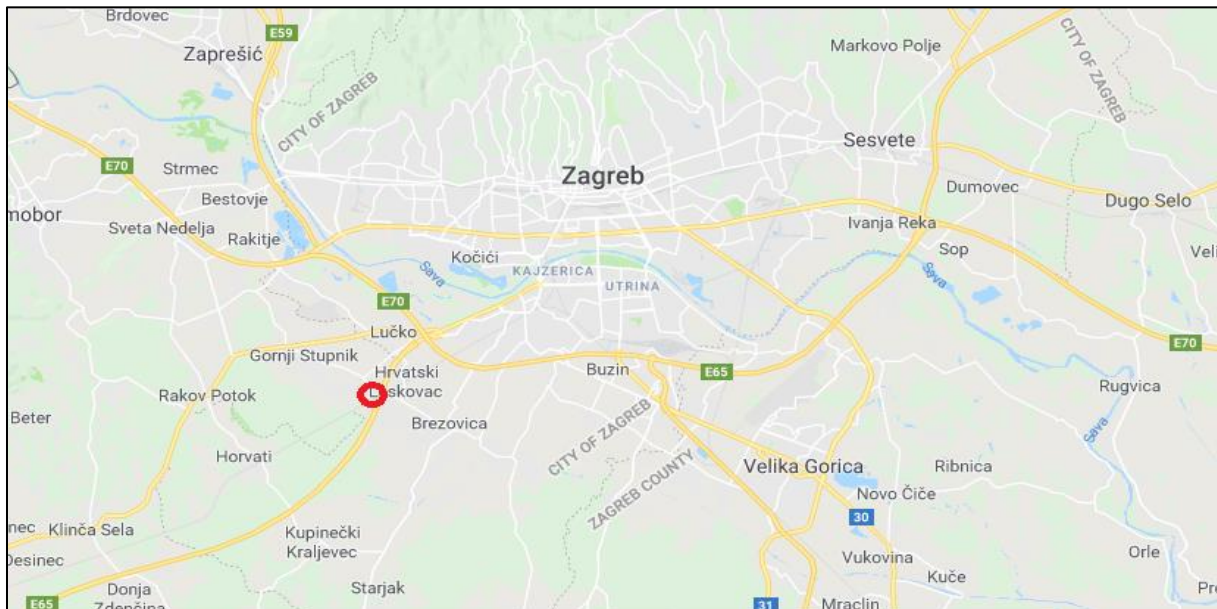 Brdovec
E59
Zaprešić
Markovo Polje
CITY OF ZAGREB
CITY OF ZAGREB
Sesvete
E70
Strmec
Zagreb
Dumovec
Bestovje
Dugo Selo
mobor
Sveta Nedelja
Rakitje
Ivanja Reka
Sop
Veli
Kočići
Sava
KAJZERICA
UTRINA
Sava
E70
Lučko
E70
Gornji Stupnik
Hrvatski
Leskovac
Buzin
E65
Rugvica
Rakov Potok
Beter
Brezovica
Sava
CITY OF ZAGREB
ZAGREB COUNTY
Horvati
Velika Gorica
Ribnica
Novo Čiče
30
nec
Klinča Sela
Kupinečki
Kraljevec
Desinec
Vukovina
Orle
Kuče
Donja
Zdenčina
Starjak
Pre
E65
31
Mraclin